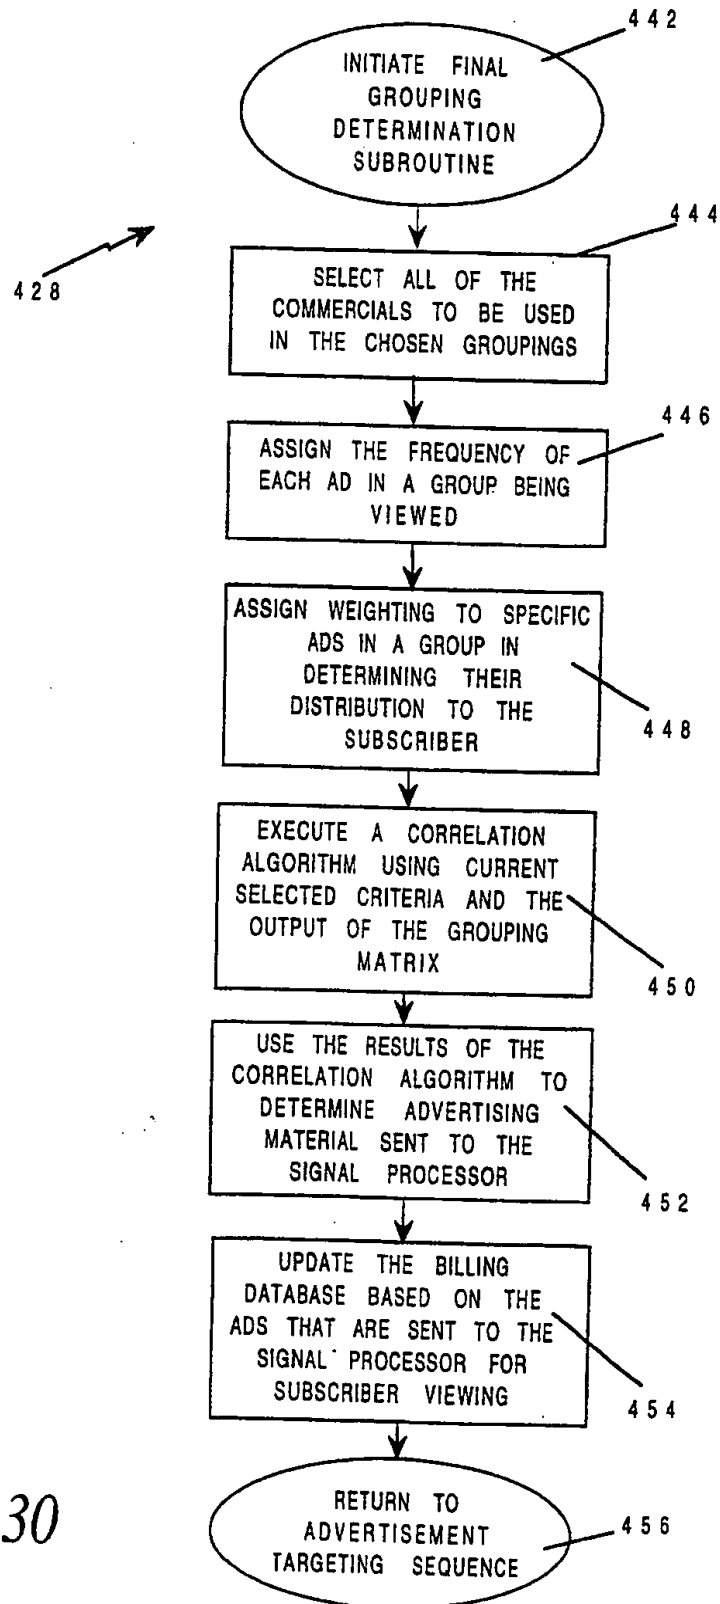 442
INITIATE FINAL
GROUPING
DETERMINATION
SUBROUTINE
428
444
SELECT ALL OF THE
COMMERCIALS TO BE USED
IN THE CHOSEN GROUPINGS
446
ASSIGN THE FREQUENCY OF
EACH AD IN A GROUP BEING
VIEWED
ASSIGN WEIGHTING TO SPECIFIC
ADS IN A GROUP IN
DETERMINING THEIR
DISTRIBUTION TO THE
SUBSCRIBER
448
EXECUTE A CORRELATION
ALGORITHM USING CURRENT
SELECTED CRITERIA AND THE
OUTPUT OF THE GROUPING
MATRIX
450
USE THE RESULTS OF THE
CORRELATION ALGORITHM TO
DETERMINE ADVERTISING
MATERIAL SENT TO THE
SIGNAL PROCESSOR
452
UPDATE THE BILLING
DATABASE BASED ON THE
ADS THAT ARE SENT TO THE
SIGNAL PROCESSOR FOR
SUBSCRIBER VIEWING
454
30
RETURN TO
ADVERTISEMENT
TARGETING SEQUENCE
456